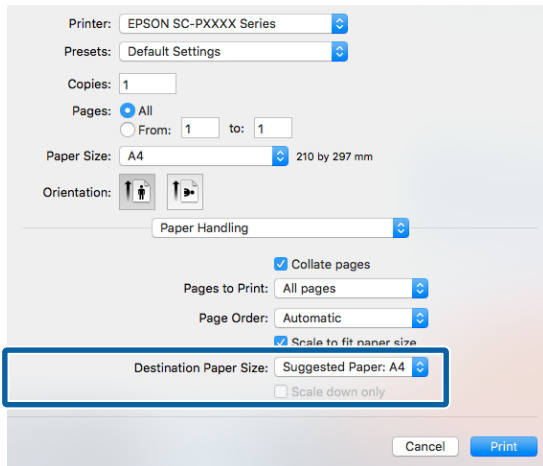 Printer: EPSON SC-PXXXX Series
Presets: Default Settings
Copies: 1
Pages: All
From: 1 to: 1
Paper Size: A4 210 by 297 mm
Orientation:
Paper Handling
Collate pages
Pages to Print: All pages
Page Order: Automatic
Scale to fit paper size
Destination Paper Size: Suggested Paper: A4
Scale down only
Cancel Print